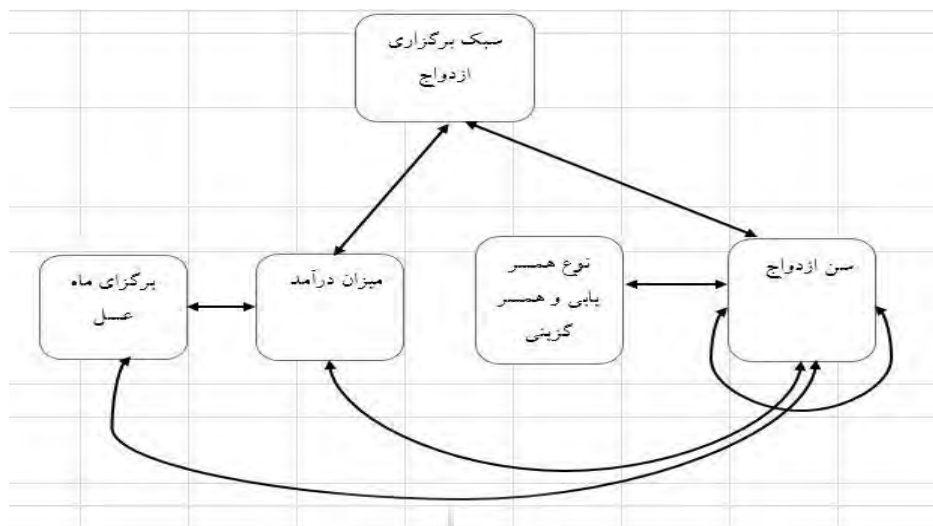 سبک برگزاری
ازدواج
سن ازدواج
نوع همسر
یابی و همسر
گزینی
میزان درآمد
برگزای ماه
عسل